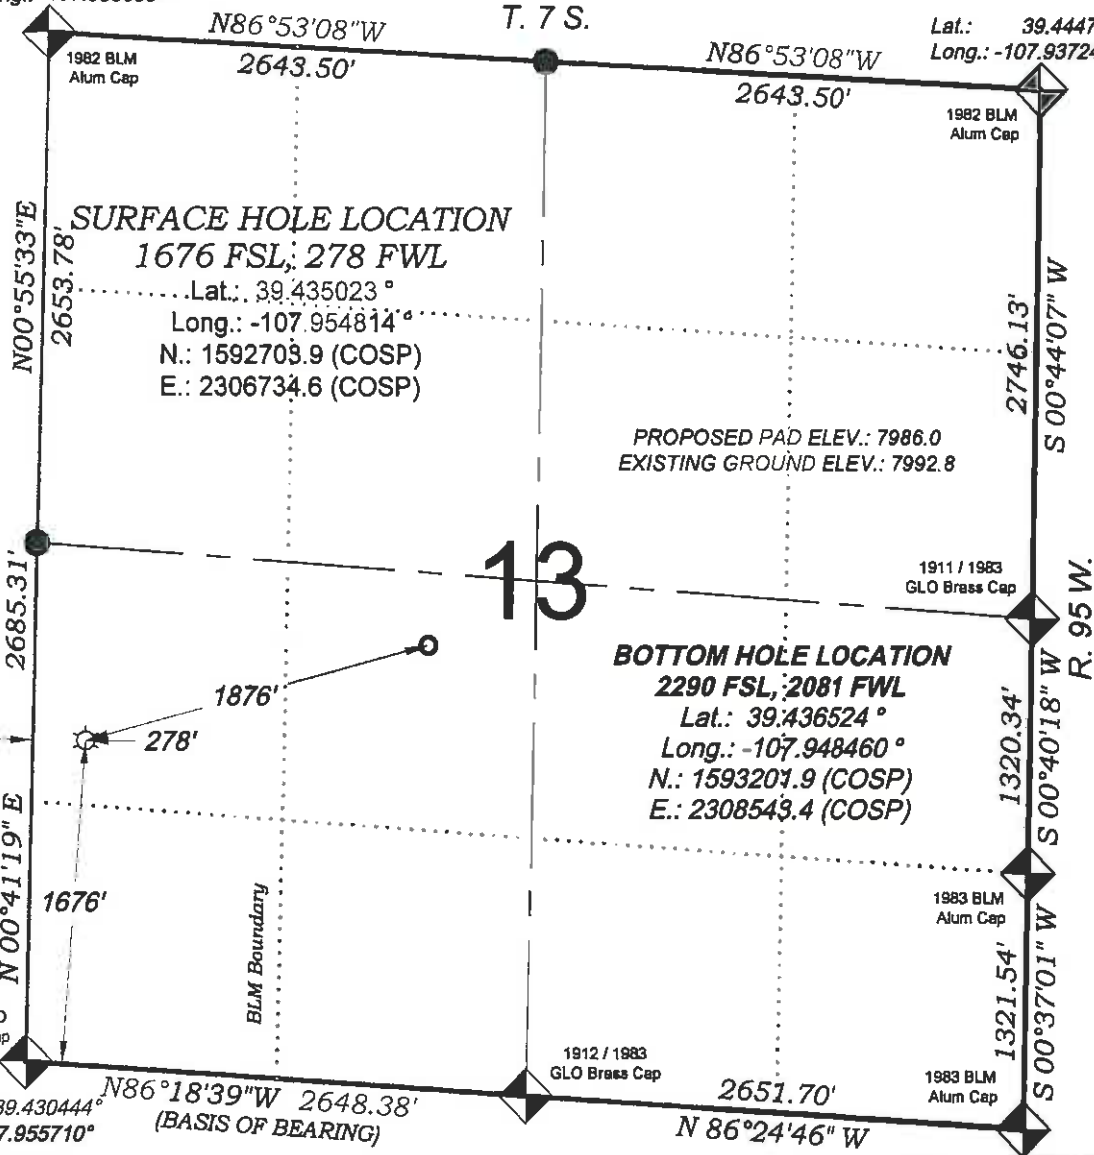 T. 7 S.
Lat.: 39.4447
Long.: -107.93724
N86°53'08"W
2643.50'
N86°53'08"W
2643.50'
1982 BLM
Alum Cap
1982 BLM
Alum Cap
N00°55'33"E
2653.78'
SURFACE HOLE LOCATION
1676 FSL, 278 FWL
Lat.: 39.435023°
Long.: -107.954814°
N.: 1592703.9 (COSP)
E.: 2306734.6 (COSP)
2746.13'
S 00°44'07" W
PROPOSED PAD ELEV.: 7986.0
EXISTING GROUND ELEV.: 7992.8
13
1911 / 1983
GLO Brass Cap
R. 95 W.
2685.31'
N 00°41'19" E
BOTTOM HOLE LOCATION
2290 FSL, 2081 FWL
Lat.: 39.436524°
Long.: -107.948460°
N.: 1593201.9 (COSP)
E.: 2308543.4 (COSP)
1876'
278'
1320.34'
S 00°40'18" W
1676'
BLM Boundary
1983 BLM
Alum Cap
1321.54'
S 00°37'01" W
1912 / 1983
GLO Brass Cap
1983 BLM
Alum Cap
39.430444°
7.955710°
N86°18'39"W 2648.38'
(BASIS OF BEARING)
2651.70'
N 86°24'46" W